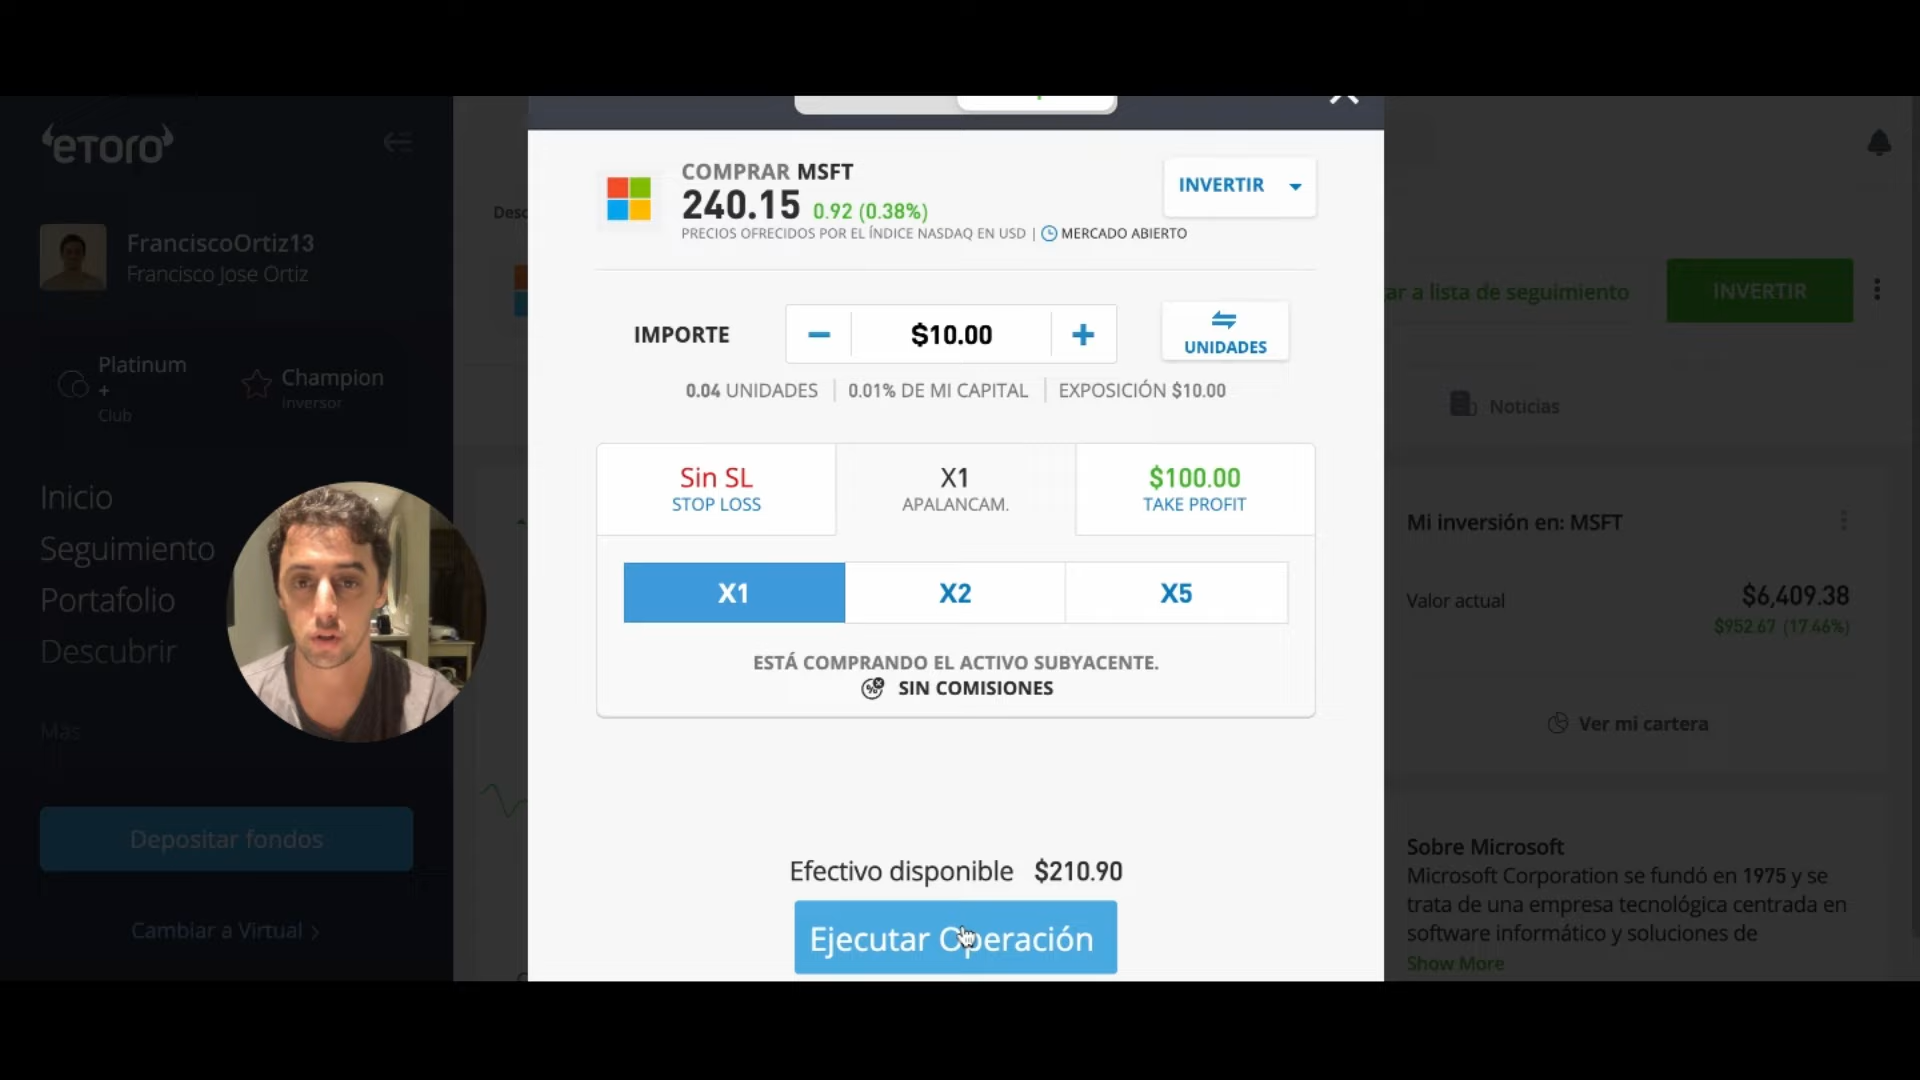 eToro
FranciscoOrtiz13
Francisco Jose Ortiz
Platinum
+
Club
Champion
Inversor
Inicio
Seguimiento
Portafolio
Descubrir
Más
Depositar fondos
Cambiar a Virtual >
Desc
COMPRAR MSFT
240.15 0.92 (0.38%)
PRECIOS OFRECIDOS POR EL ÍNDICE NASDAQ EN USD | MERCADO ABIERTO
INVERTIR
IMPORTE
− $10.00 +
UNIDADES
0.04 UNIDADES | 0.01% DE MI CAPITAL | EXPOSICIÓN $10.00
Sin SL
STOP LOSS
X1
APALANCAM.
$100.00
TAKE PROFIT
X1 X2 X5
ESTÁ COMPRANDO EL ACTIVO SUBYACENTE.
SIN COMISIONES
Efectivo disponible $210.90
Ejecutar Operación
ar a lista de seguimiento
INVERTIR
Noticias
Mi inversión en: MSFT
Valor actual $6,409.38
$952.67 (17.46%)
Ver mi cartera
Sobre Microsoft
Microsoft Corporation se fundó en 1975 y se
trata de una empresa tecnológica centrada en
software informático y soluciones de
Show More